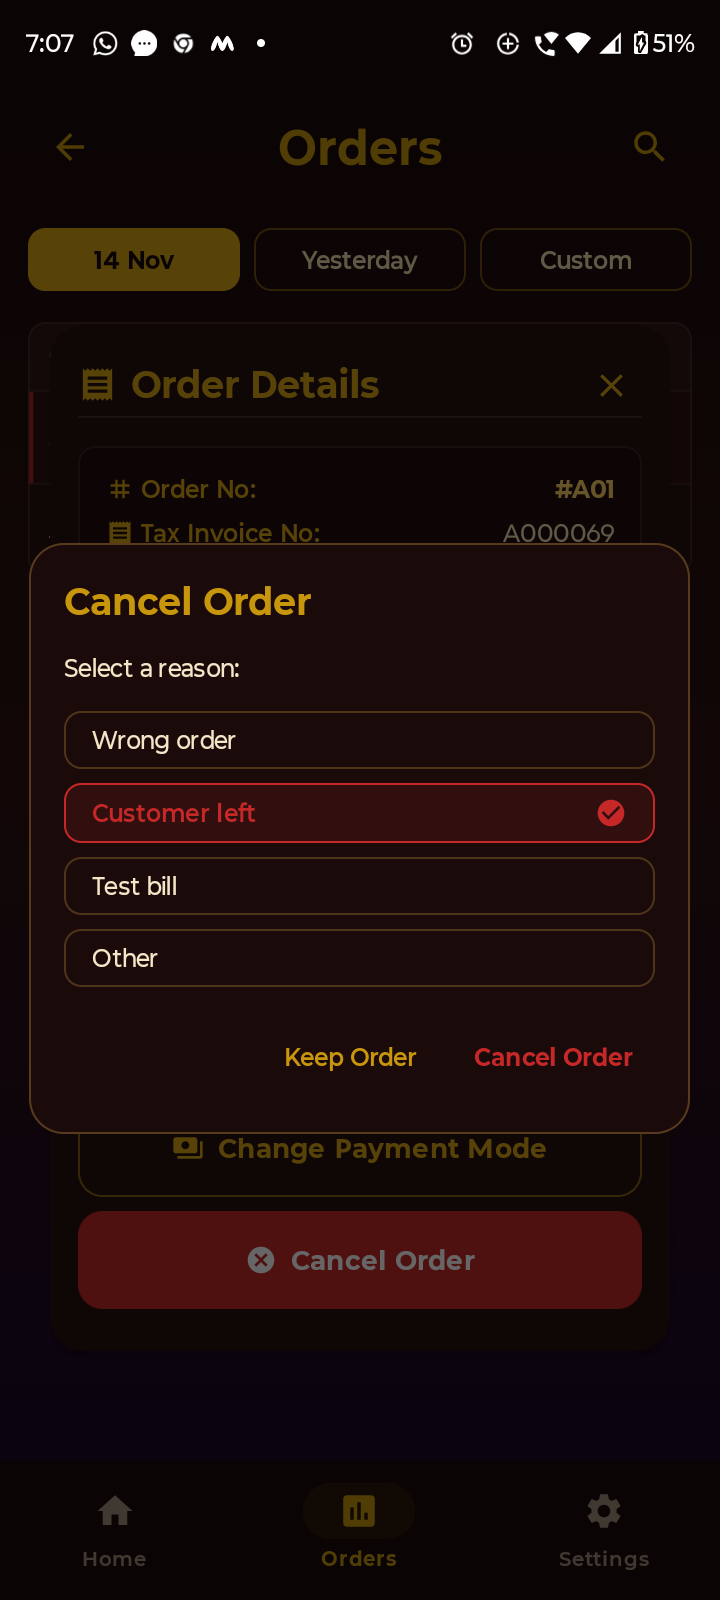 7:07 51%
Orders
14 Nov Yesterday Custom
Order Details
Order No: #A01
Tax Invoice No: A000069
Cancel Order
Select a reason:
Wrong order
Customer left
Test bill
Other
Keep Order Cancel Order
Change Payment Mode
Cancel Order
Home Orders Settings